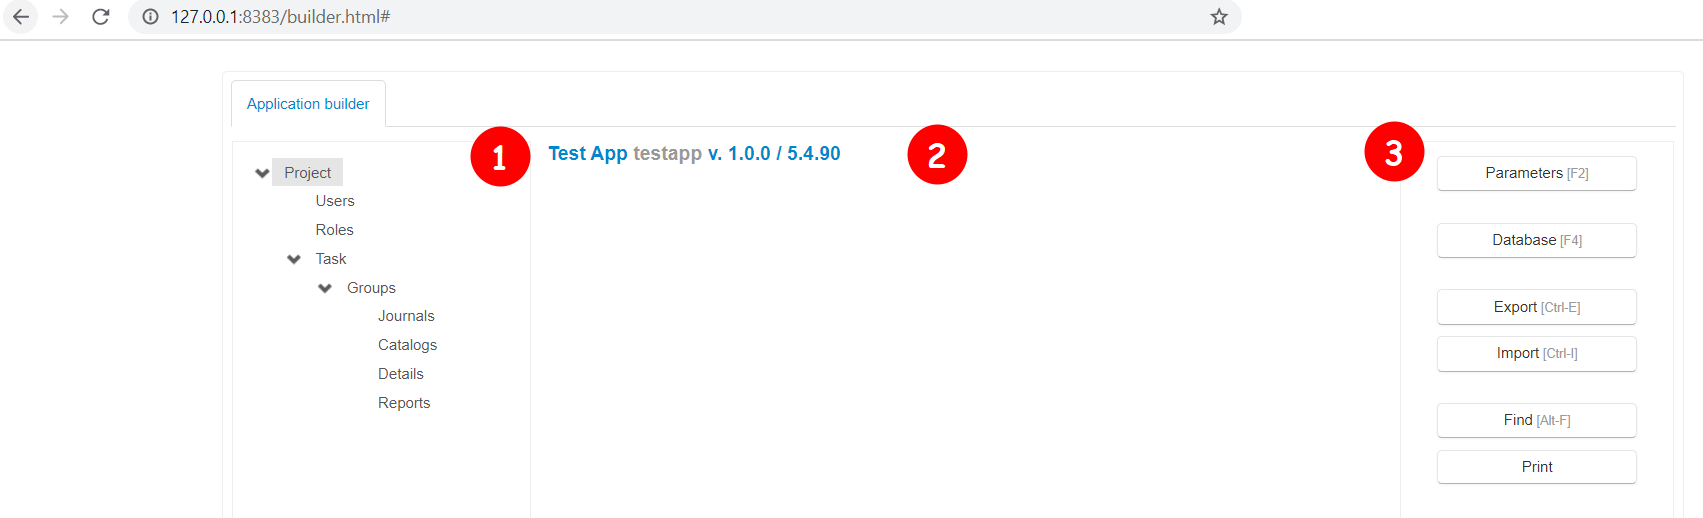 127.0.0.1:8383/builder.html#
Application builder
1
Test App testapp v. 1.0.0 / 5.4.90
2
3
Project
Users
Roles
Task
Groups
Journals
Catalogs
Details
Reports
Parameters [F2]
Database [F4]
Export [Ctrl-E]
Import [Ctrl-I]
Find [Alt-F]
Print